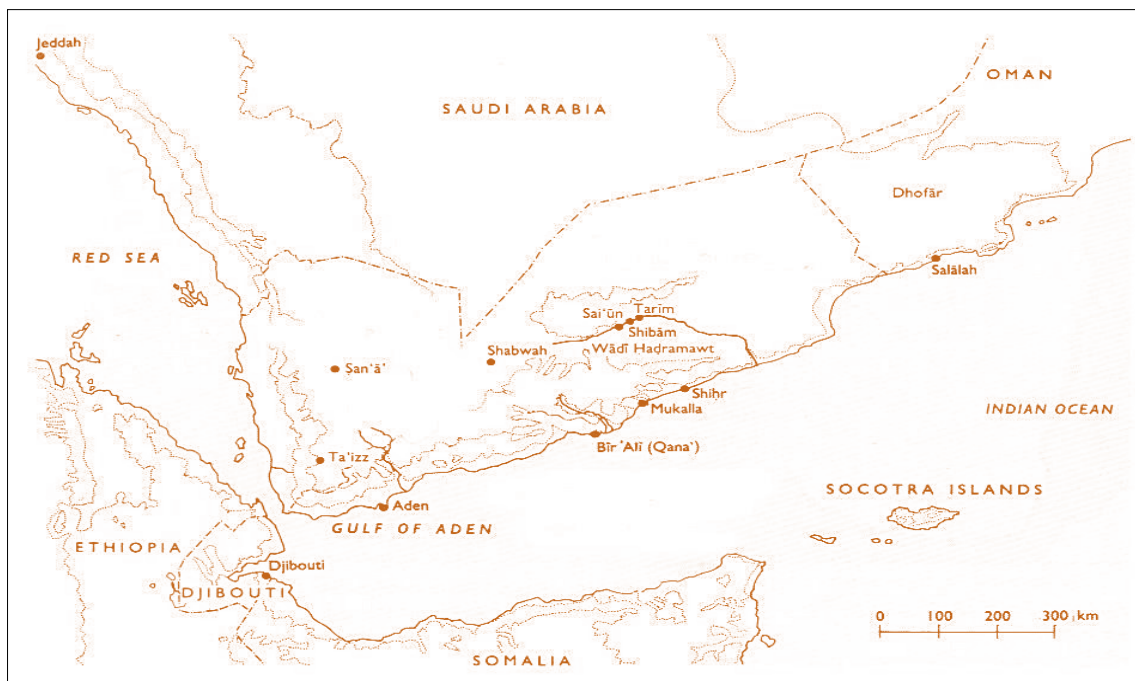 Jeddah
OMAN
SAUDI ARABIA
Dhofār
RED SEA
Salālah
Tarīm
Sai'ūn
Shibām
Wādī Ḥaḍramawt
Shabwah
Ṣan'ā'
Shiḥr
Mukalla
INDIAN OCEAN
Bīr 'Alī (Qana')
Ta'izz
SOCOTRA ISLANDS
Aden
GULF OF ADEN
ETHIOPIA
Djibouti
DJIBOUTI
0 100 200 300 km
SOMALIA